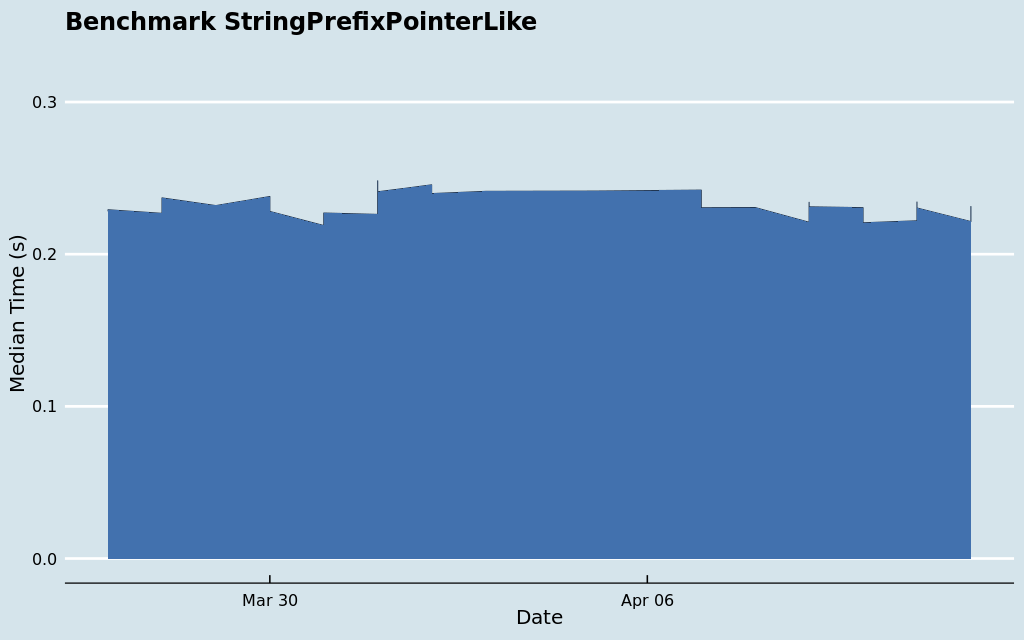 Benchmark StringPrefixPointerLike
0.3
0.2
0.1
0.0
Median Time (s)
Mar 30
Apr 06
Date